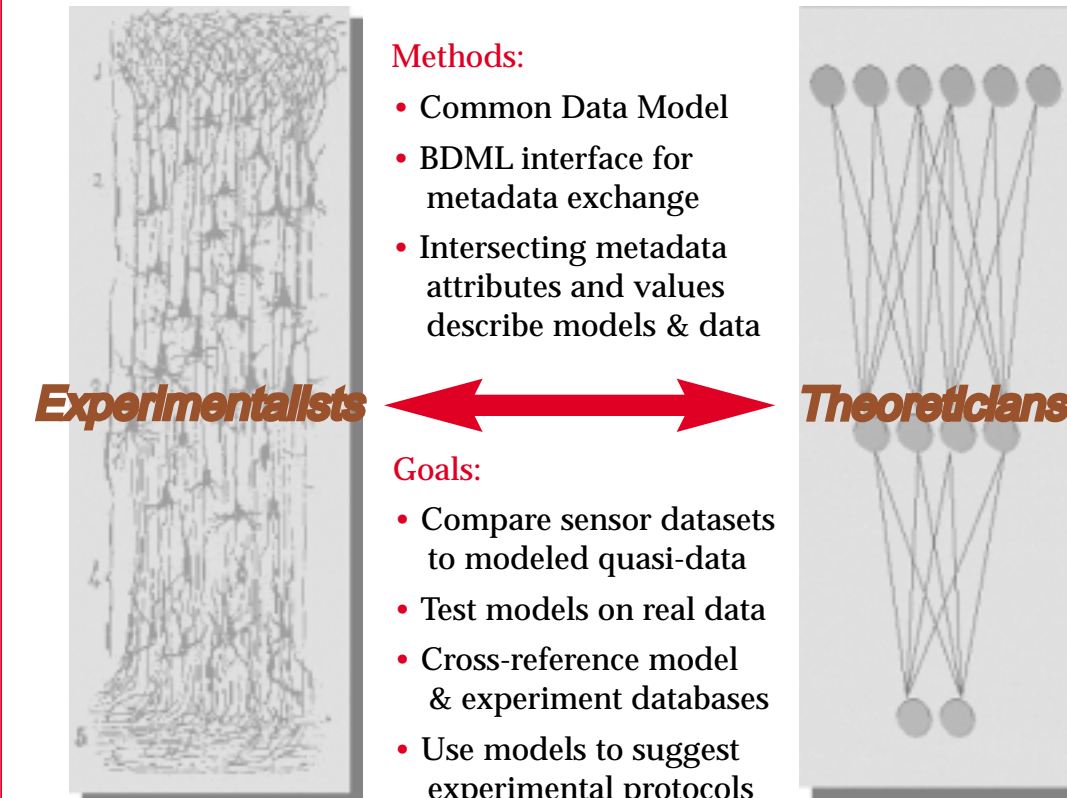 Methods:
• Common Data Model
• BDML interface for
metadata exchange
• Intersecting metadata
attributes and values
describe models & data
Experimentalists
Theoreticians
Goals:
• Compare sensor datasets
to modeled quasi-data
• Test models on real data
• Cross-reference model
& experiment databases
• Use models to suggest
experimental protocols
5